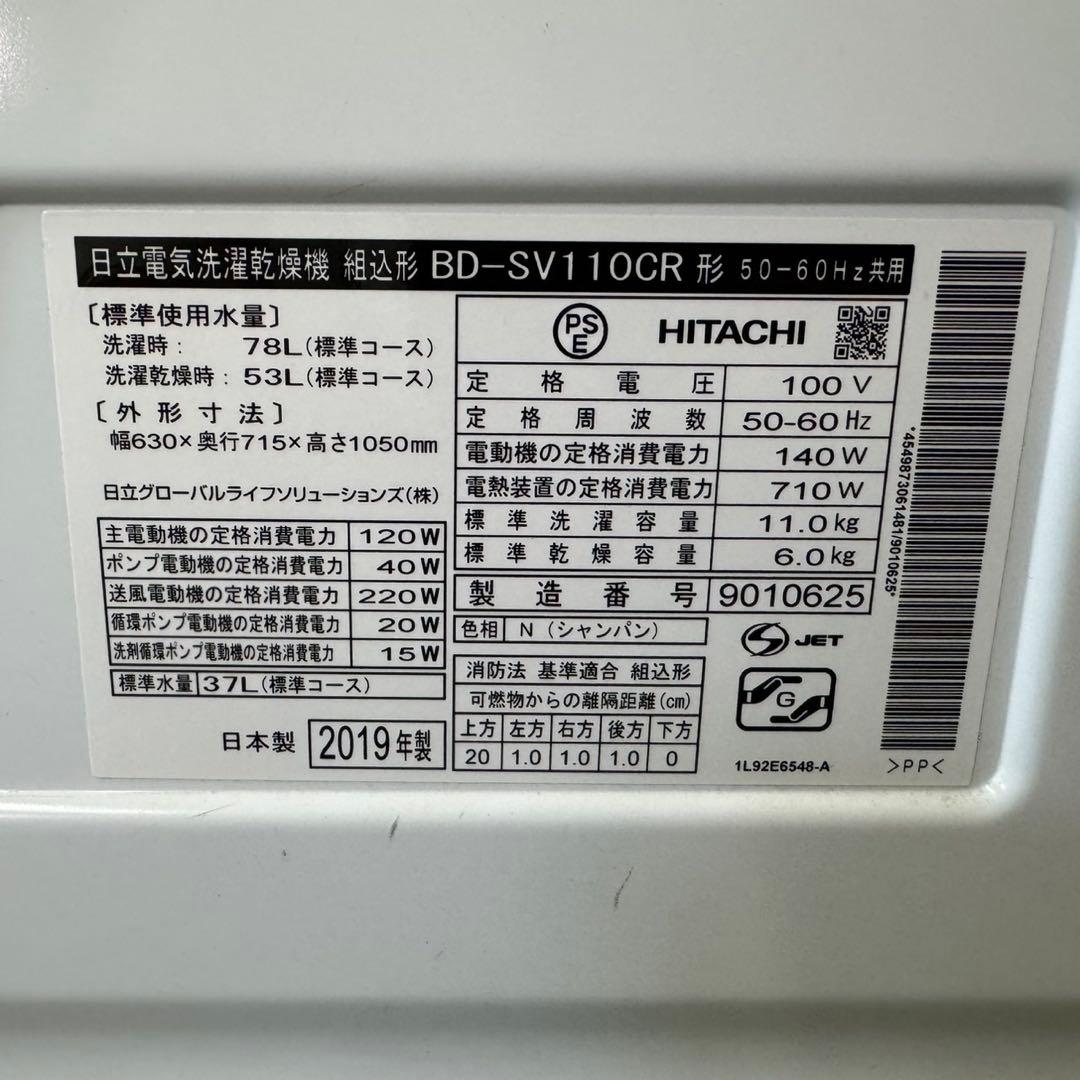 日立電気洗濯乾燥機 組込形 BD-SV110CR 形 50-60Hz共用
〔標準使用水量〕
洗濯時： 78L(標準コース)
洗濯乾燥時： 53L(標準コース)
〔外形寸法〕
幅630×奥行715×高さ1050mm
日立グローバルライフソリューションズ(株)
主電動機の定格消費電力 120W
ポンプ電動機の定格消費電力 40W
送風電動機の定格消費電力 220W
循環ポンプ電動機の定格消費電力 20W
洗剤循環ポンプ電動機の定格消費電力 15W
標準水量 37L(標準コース)
日本製 2019年製
PSE HITACHI
定格電圧 100V
定格周波数 50-60Hz
電動機の定格消費電力 140W
電熱装置の定格消費電力 710W
標準洗濯容量 11.0kg
標準乾燥容量 6.0kg
製造番号 9010625
色相 N（シャンパン）
S JET
消防法 基準適合 組込形
可燃物からの離隔距離(cm)
上方 左方 右方 後方 下方
20 1.0 1.0 1.0 0
G
1L92E6548-A
>PP<
*4549873061481/9010625*